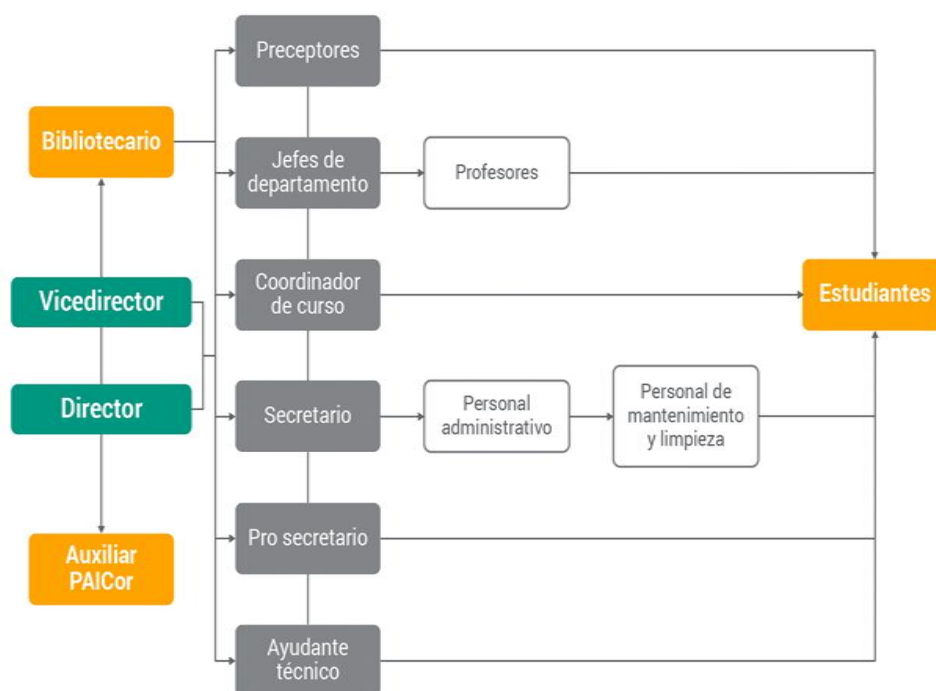 Preceptores
Bibliotecario
Jefes de
departamento
Profesores
Vicedirector
Coordinador
de curso
Estudiantes
Director
Secretario
Personal
administrativo
Personal de
mantenimiento
y limpieza
Auxiliar
PAICor
Pro secretario
Ayudante
técnico